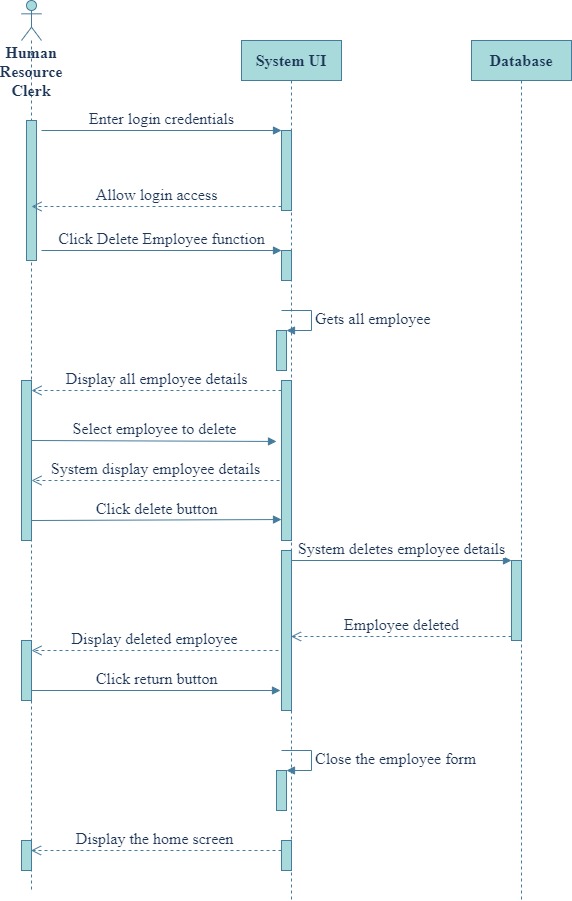 Human
Resource
Clerk
System UI
Database
Enter login credentials
Allow login access
Click Delete Employee function
Gets all employee
Display all employee details
Select employee to delete
System display employee details
Click delete button
System deletes employee details
Employee deleted
Display deleted employee
Click return button
Close the employee form
Display the home screen